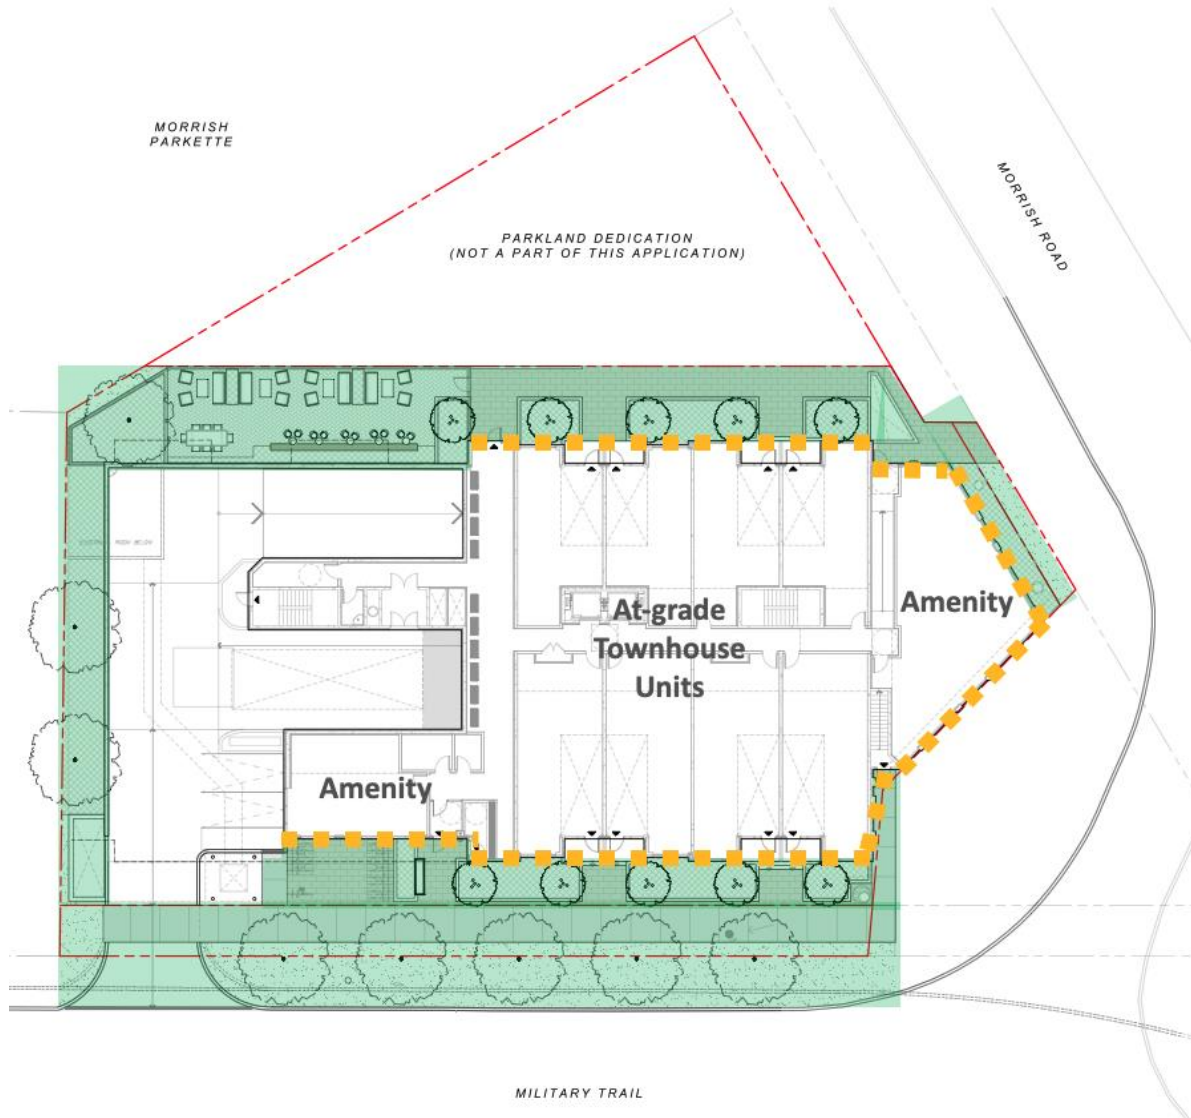 MORRISH
PARKETTE
MORRISH ROAD
PARKLAND DEDICATION
(NOT A PART OF THIS APPLICATION)
At-grade
Townhouse
Units
Amenity
Amenity
MILITARY TRAIL